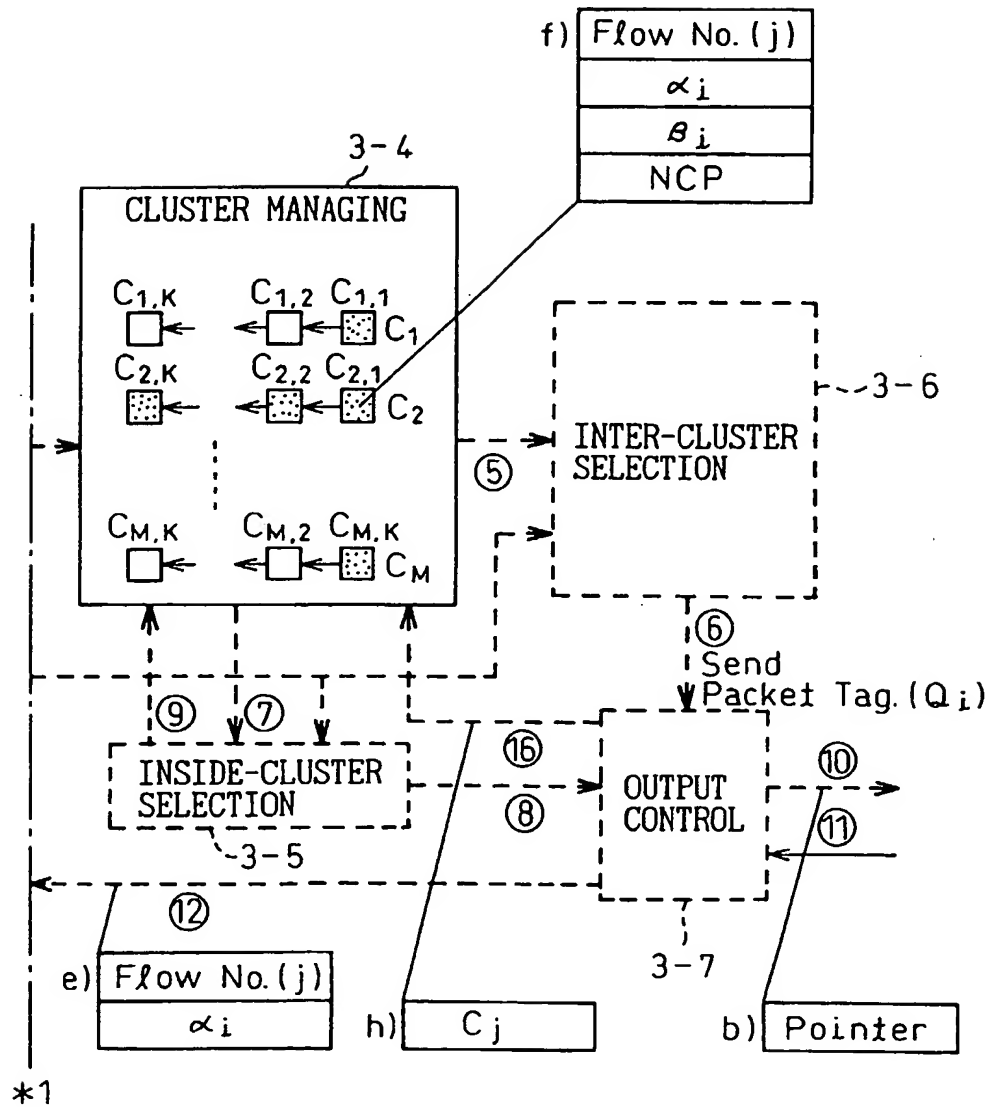 f) Flow No.(j)
αi
βi
NCP
3-4
CLUSTER MANAGING
C1,K C1,2 C1,1
C1
C2,K C2,2 C2,1
C2
CM,K CM,2 CM,K
CM
⑤
INTER-CLUSTER
SELECTION
3-6
⑥
Send
Packet Tag.(Qi)
⑨ ⑦
INSIDE-CLUSTER
SELECTION
3-5
⑯
⑧
OUTPUT
CONTROL
3-7
⑩
⑪
⑫
e) Flow No.(j)
αi
h) Cj
b) Pointer
*1